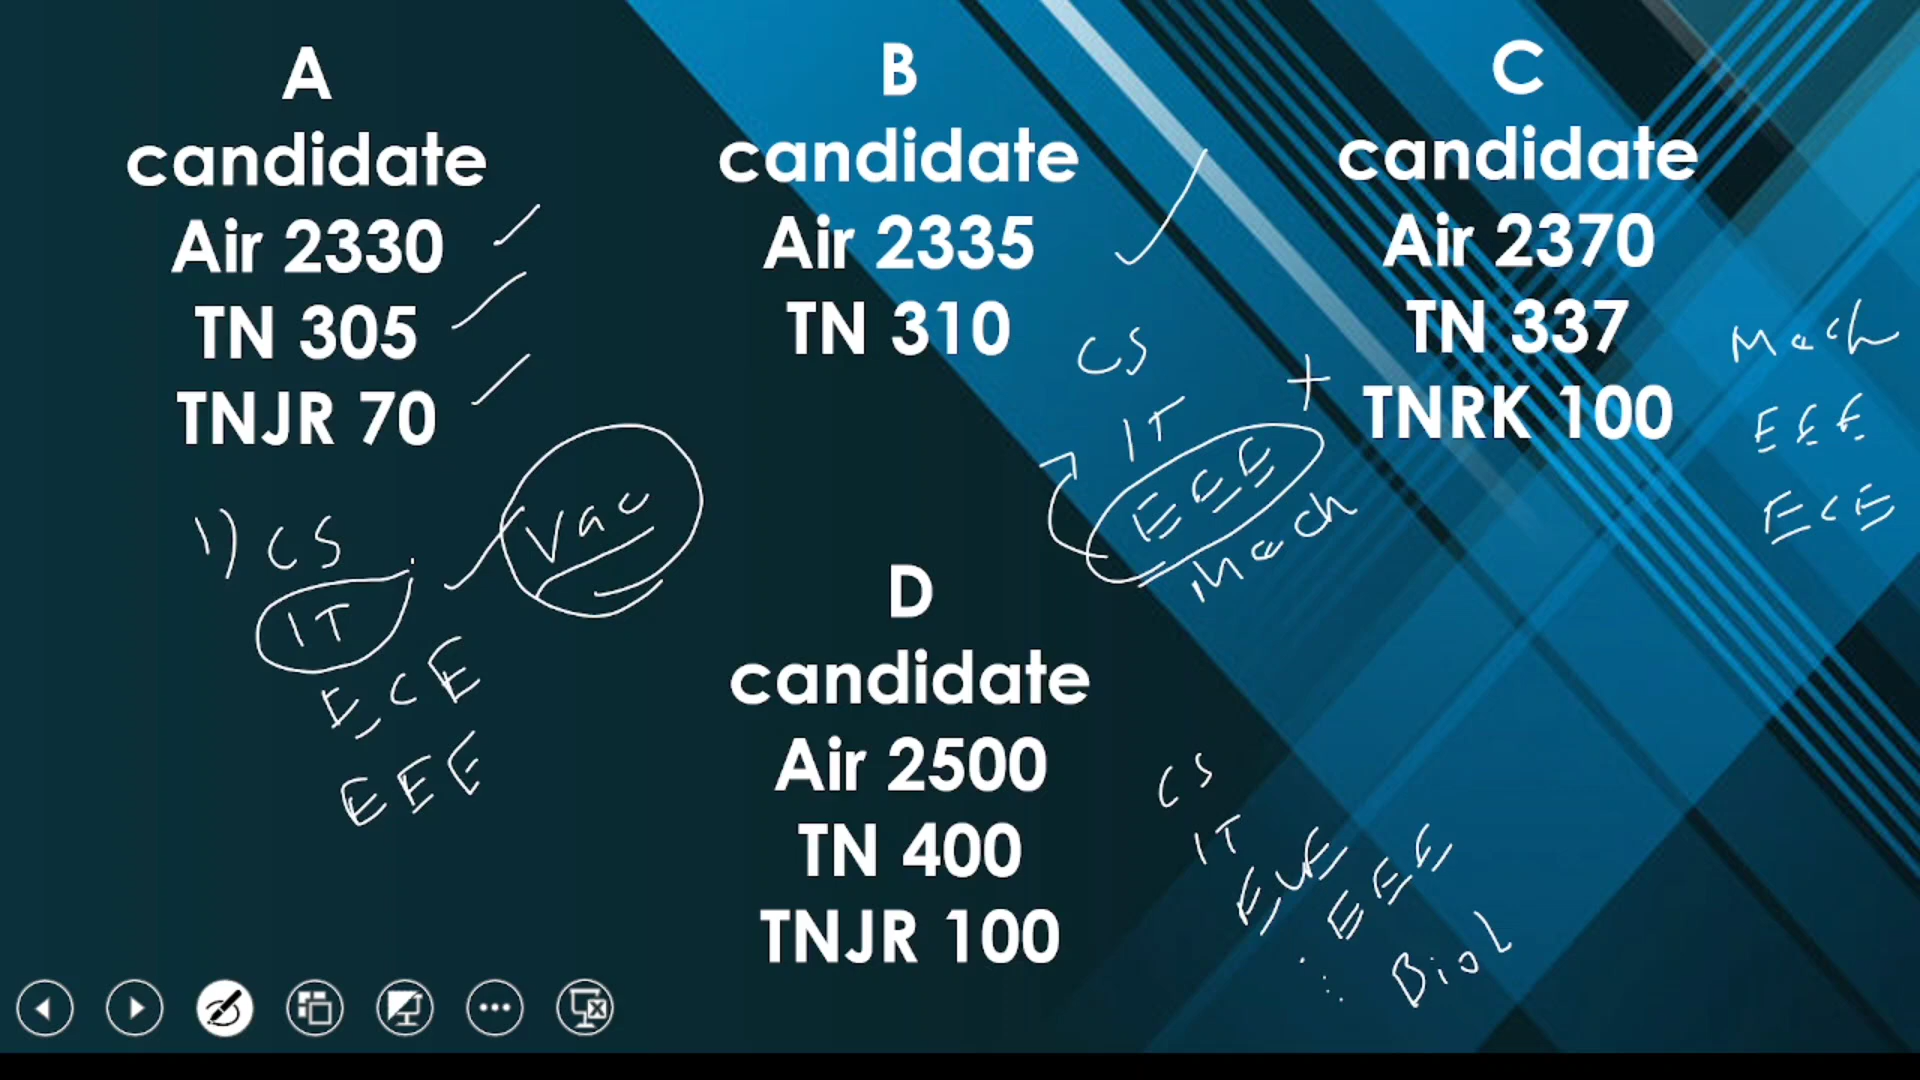 A
candidate
Air 2330
TN 305
TNJR 70
1) CS
IT
Vac
ECE
EEE
B
candidate
Air 2335
TN 310
CS
IT
EEE
Mech
C
candidate
Air 2370
TN 337
TNRK 100
Mech
EEE
ECE
D
candidate
Air 2500
TN 400
TNJR 100
CS
IT
ECE
EEE
Biol